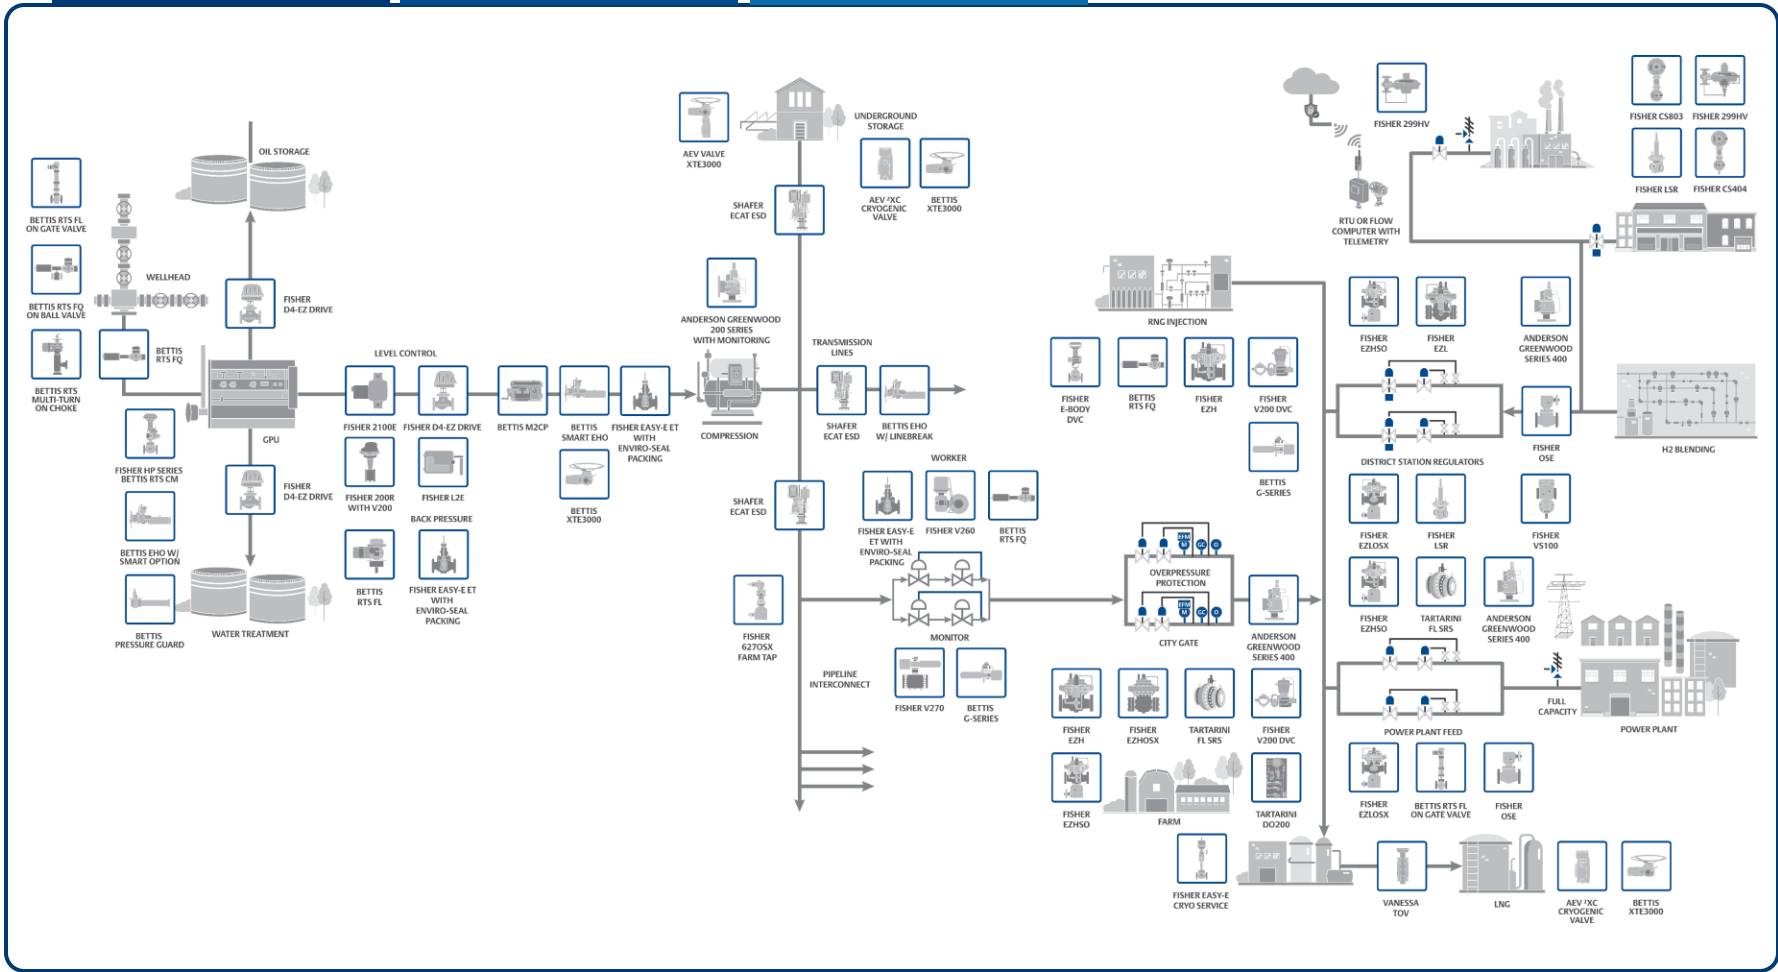 OIL STORAGE
BETTIS RTS FL
ON GATE VALVE
BETTIS RTS FQ
ON BALL VALVE
BETTIS RTS
MULTI-TURN
ON CHOKE
WELLHEAD
BETTIS
RTS FQ
FISHER
D4-EZ DRIVE
GPU
FISHER HP SERIES
BETTIS RTS CM
BETTIS EHO W/
SMART OPTION
BETTIS
PRESSURE GUARD
FISHER
D4-EZ DRIVE
WATER TREATMENT
LEVEL CONTROL
FISHER 2100E
FISHER D4-EZ DRIVE
FISHER 200R
WITH V200
FISHER L2E
BACK PRESSURE
BETTIS
RTS FL
FISHER EASY-E ET
WITH
ENVIRO-SEAL
PACKING
BETTIS M2CP
BETTIS
SMART EHO
FISHER EASY-E ET
WITH
ENVIRO-SEAL
PACKING
BETTIS
XTE3000
AEV VALVE
XTE3000
UNDERGROUND
STORAGE
AEV ²XC
CRYOGENIC
VALVE
BETTIS
XTE3000
SHAFER
ECAT ESD
ANDERSON GREENWOOD
200 SERIES
WITH MONITORING
COMPRESSION
TRANSMISSION
LINES
SHAFER
ECAT ESD
BETTIS EHO
W/ LINEBREAK
SHAFER
ECAT ESD
WORKER
FISHER EASY-E
ET WITH
ENVIRO-SEAL
PACKING
FISHER V260
BETTIS
RTS FQ
FISHER
627OSX
FARM TAP
MONITOR
PIPELINE
INTERCONNECT
FISHER V270
BETTIS
G-SERIES
RNG INJECTION
FISHER
E-BODY
DVC
BETTIS
RTS FQ
FISHER
EZH
FISHER
V200 DVC
BETTIS
G-SERIES
EFM
M
GC
O
OVERPRESSURE
PROTECTION
EFM
M
GC
O
CITY GATE
ANDERSON
GREENWOOD
SERIES 400
FISHER
EZH
FISHER
EZHOSX
TARTARINI
FL SRS
FISHER
V200 DVC
FISHER
EZHSO
FARM
TARTARINI
DO200
FISHER EASY-E
CRYO SERVICE
VANESSA
TOV
LNG
AEV ²XC
CRYOGENIC
VALVE
BETTIS
XTE3000
FISHER 299HV
RTU OR FLOW
COMPUTER WITH
TELEMETRY
FISHER CS803
FISHER 299HV
FISHER LSR
FISHER CS404
FISHER
EZHSO
FISHER
EZL
ANDERSON
GREENWOOD
SERIES 400
FISHER
OSE
H2 BLENDING
DISTRICT STATION REGULATORS
FISHER
EZLOSX
FISHER
LSR
FISHER
VS100
FISHER
EZHSO
TARTARINI
FL SRS
ANDERSON
GREENWOOD
SERIES 400
FULL
CAPACITY
POWER PLANT
POWER PLANT FEED
FISHER
EZLOSX
BETTIS RTS FL
ON GATE VALVE
FISHER
OSE